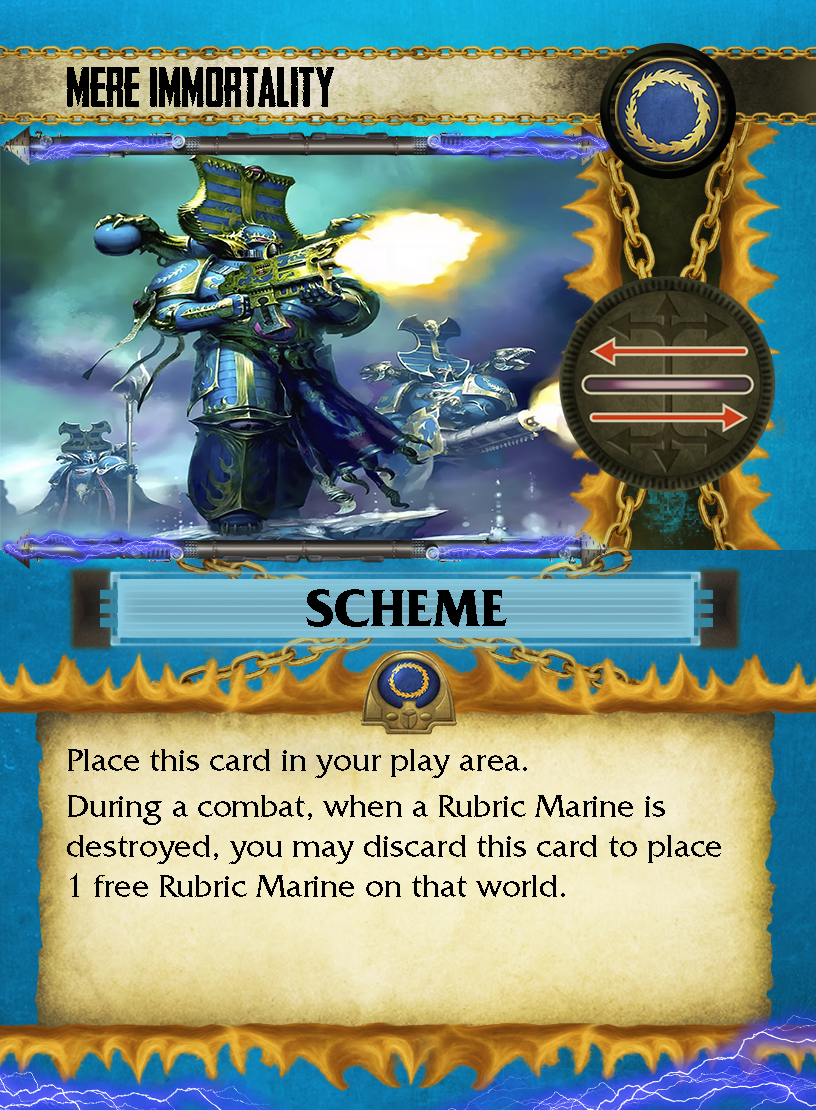 MERE IMMORTALITY
SCHEME
Place this card in your play area.
During a combat, when a Rubric Marine is
destroyed, you may discard this card to place
1 free Rubric Marine on that world.